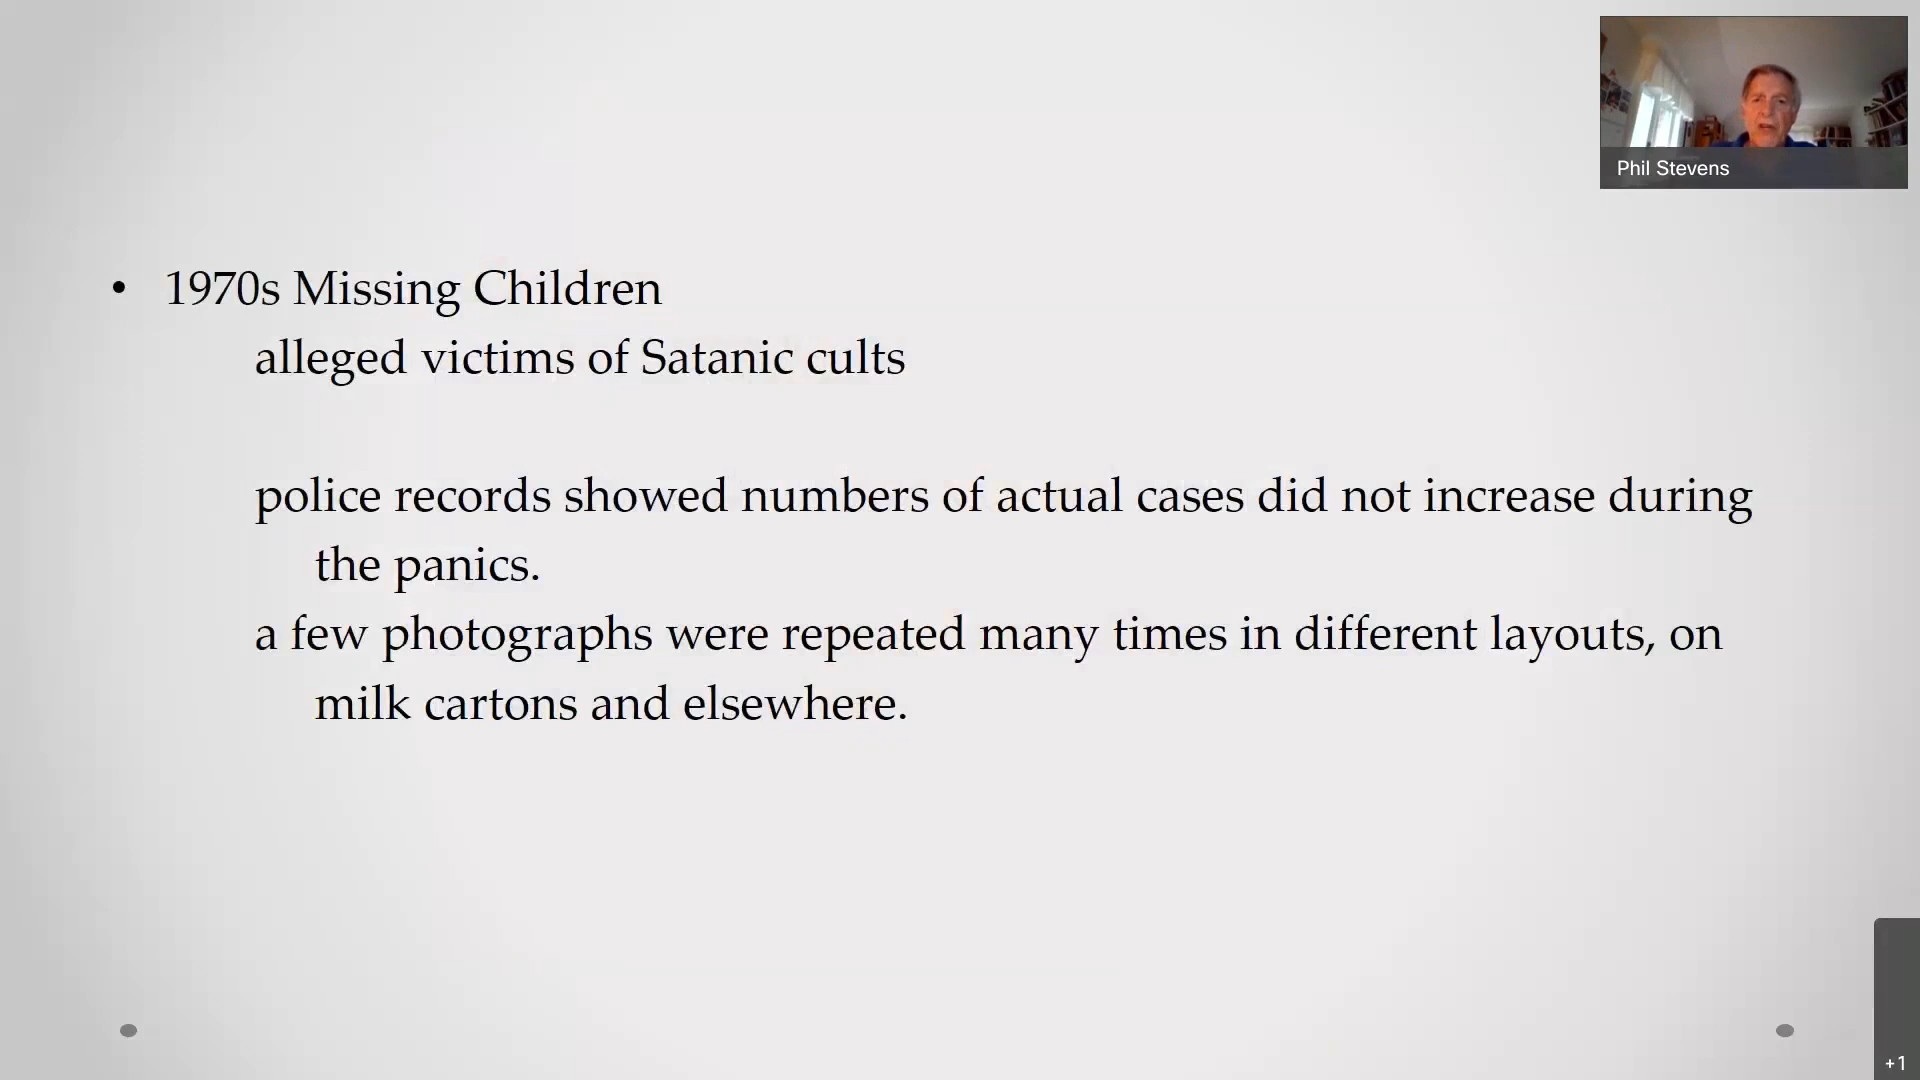 Phil Stevens
• 1970s Missing Children
alleged victims of Satanic cults
police records showed numbers of actual cases did not increase during
the panics.
a few photographs were repeated many times in different layouts, on
milk cartons and elsewhere.
+1